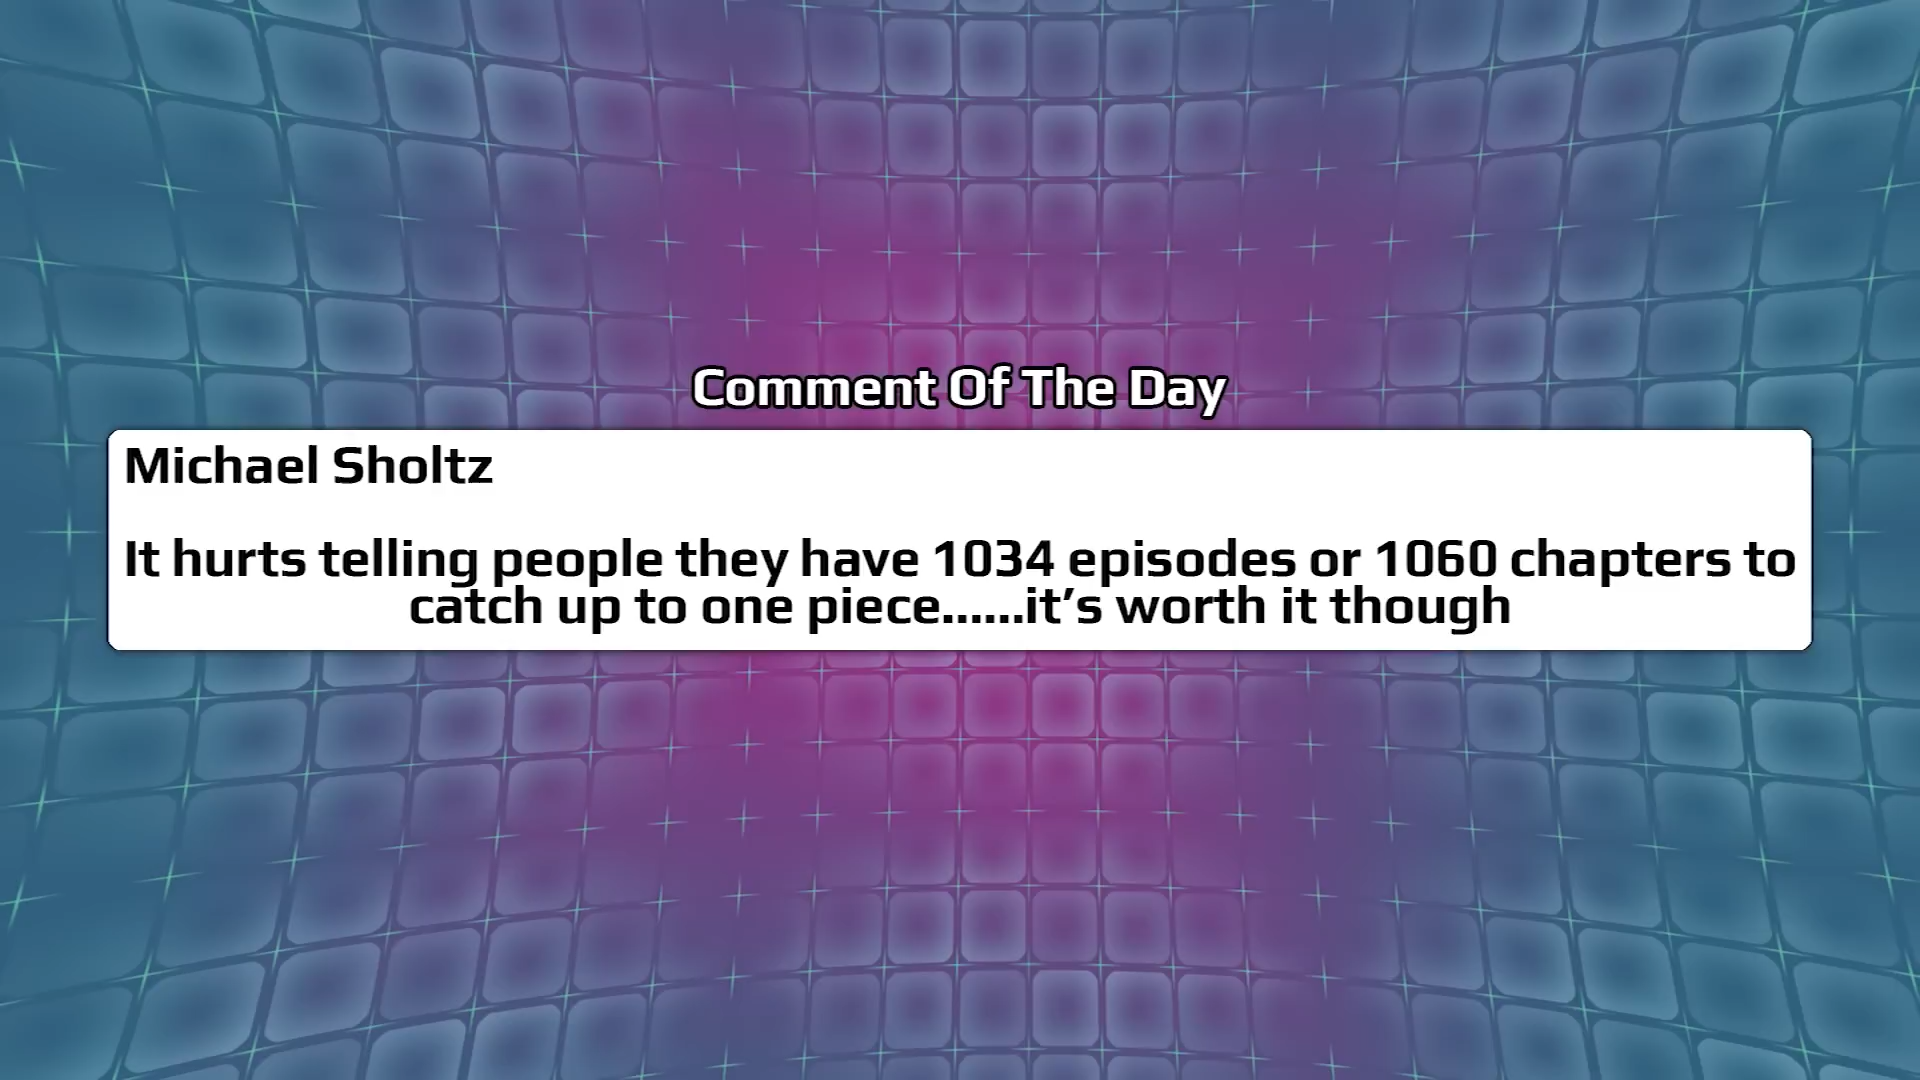 Comment Of The Day
Michael Sholtz
It hurts telling people they have 1034 episodes or 1060 chapters to
catch up to one piece......it’s worth it though